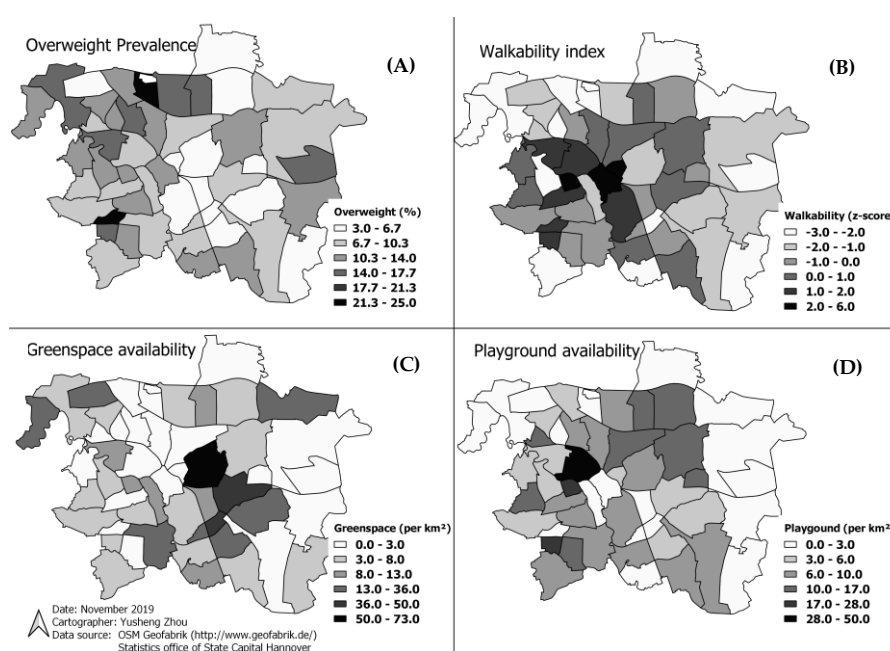 Overweight Prevalence
(A)
Overweight (%)
3.0 - 6.7
6.7 - 10.3
10.3 - 14.0
14.0 - 17.7
17.7 - 21.3
21.3 - 25.0
Walkability index
(B)
Walkability (z-score
-3.0 - -2.0
-2.0 - -1.0
-1.0 - 0.0
0.0 - 1.0
1.0 - 2.0
2.0 - 6.0
Greenspace availability
(C)
Greenspace (per km²)
0.0 - 3.0
3.0 - 8.0
8.0 - 13.0
13.0 - 36.0
36.0 - 50.0
50.0 - 73.0
Date: November 2019
Cartographer: Yusheng Zhou
Data source: OSM Geofabrik (http://www.geofabrik.de/)
Statistics office of State Capital Hannover
Playground availability
(D)
Playgound (per km²
0.0 - 3.0
3.0 - 6.0
6.0 - 10.0
10.0 - 17.0
17.0 - 28.0
28.0 - 50.0